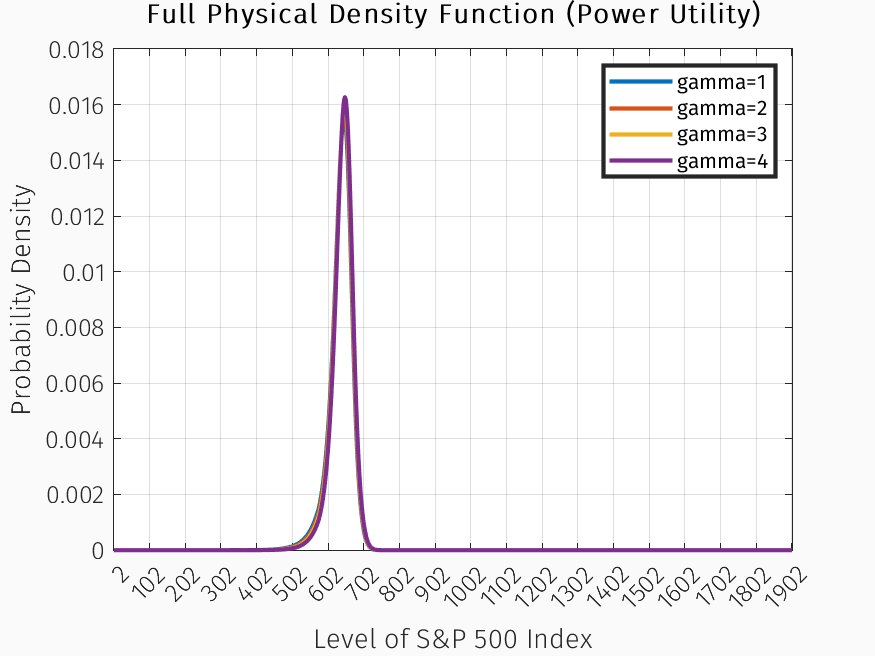 Full Physical Density Function (Power Utility)
0.018
0.016
0.014
0.012
0.01
0.008
0.006
0.004
0.002
0
Probability Density
gamma=1
gamma=2
gamma=3
gamma=4
2 102 202 302 402 502 602 702 802 902 1002 1102 1202 1302 1402 1502 1602 1702 1802 1902
Level of S&P 500 Index